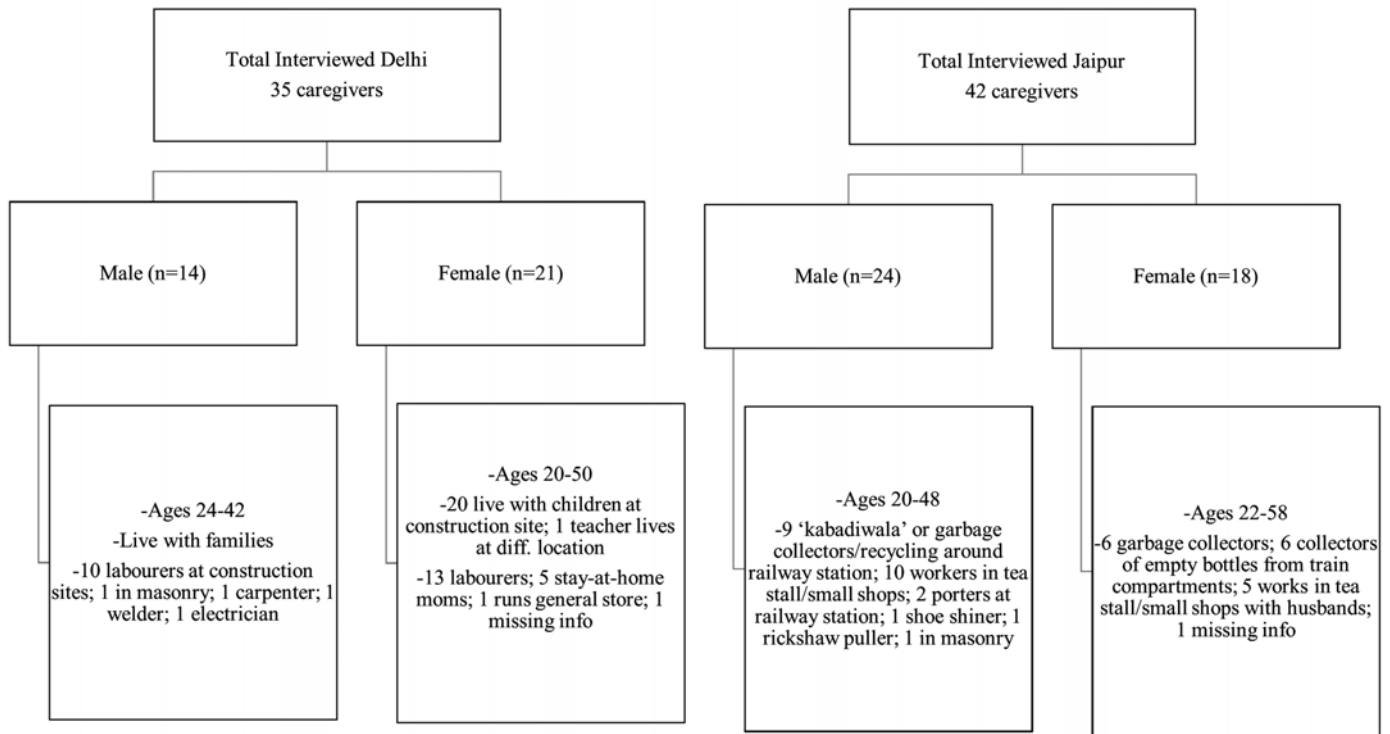 Total Interviewed Delhi
35 caregivers
Total Interviewed Jaipur
42 caregivers
Male (n=14)
Female (n=21)
Male (n=24)
Female (n=18)
-Ages 24-42
-Live with families
-10 labourers at construction
sites; 1 in masonry; 1 carpenter; 1
welder; 1 electrician
-Ages 20-50
-20 live with children at
construction site; 1 teacher lives
at diff. location
-13 labourers; 5 stay-at-home
moms; 1 runs general store; 1
missing info
-Ages 20-48
-9 ‘kabadiwala’ or garbage
collectors/recycling around
railway station; 10 workers in tea
stall/small shops; 2 porters at
railway station; 1 shoe shiner; 1
rickshaw puller; 1 in masonry
-Ages 22-58
-6 garbage collectors; 6 collectors
of empty bottles from train
compartments; 5 works in tea
stall/small shops with husbands;
1 missing info